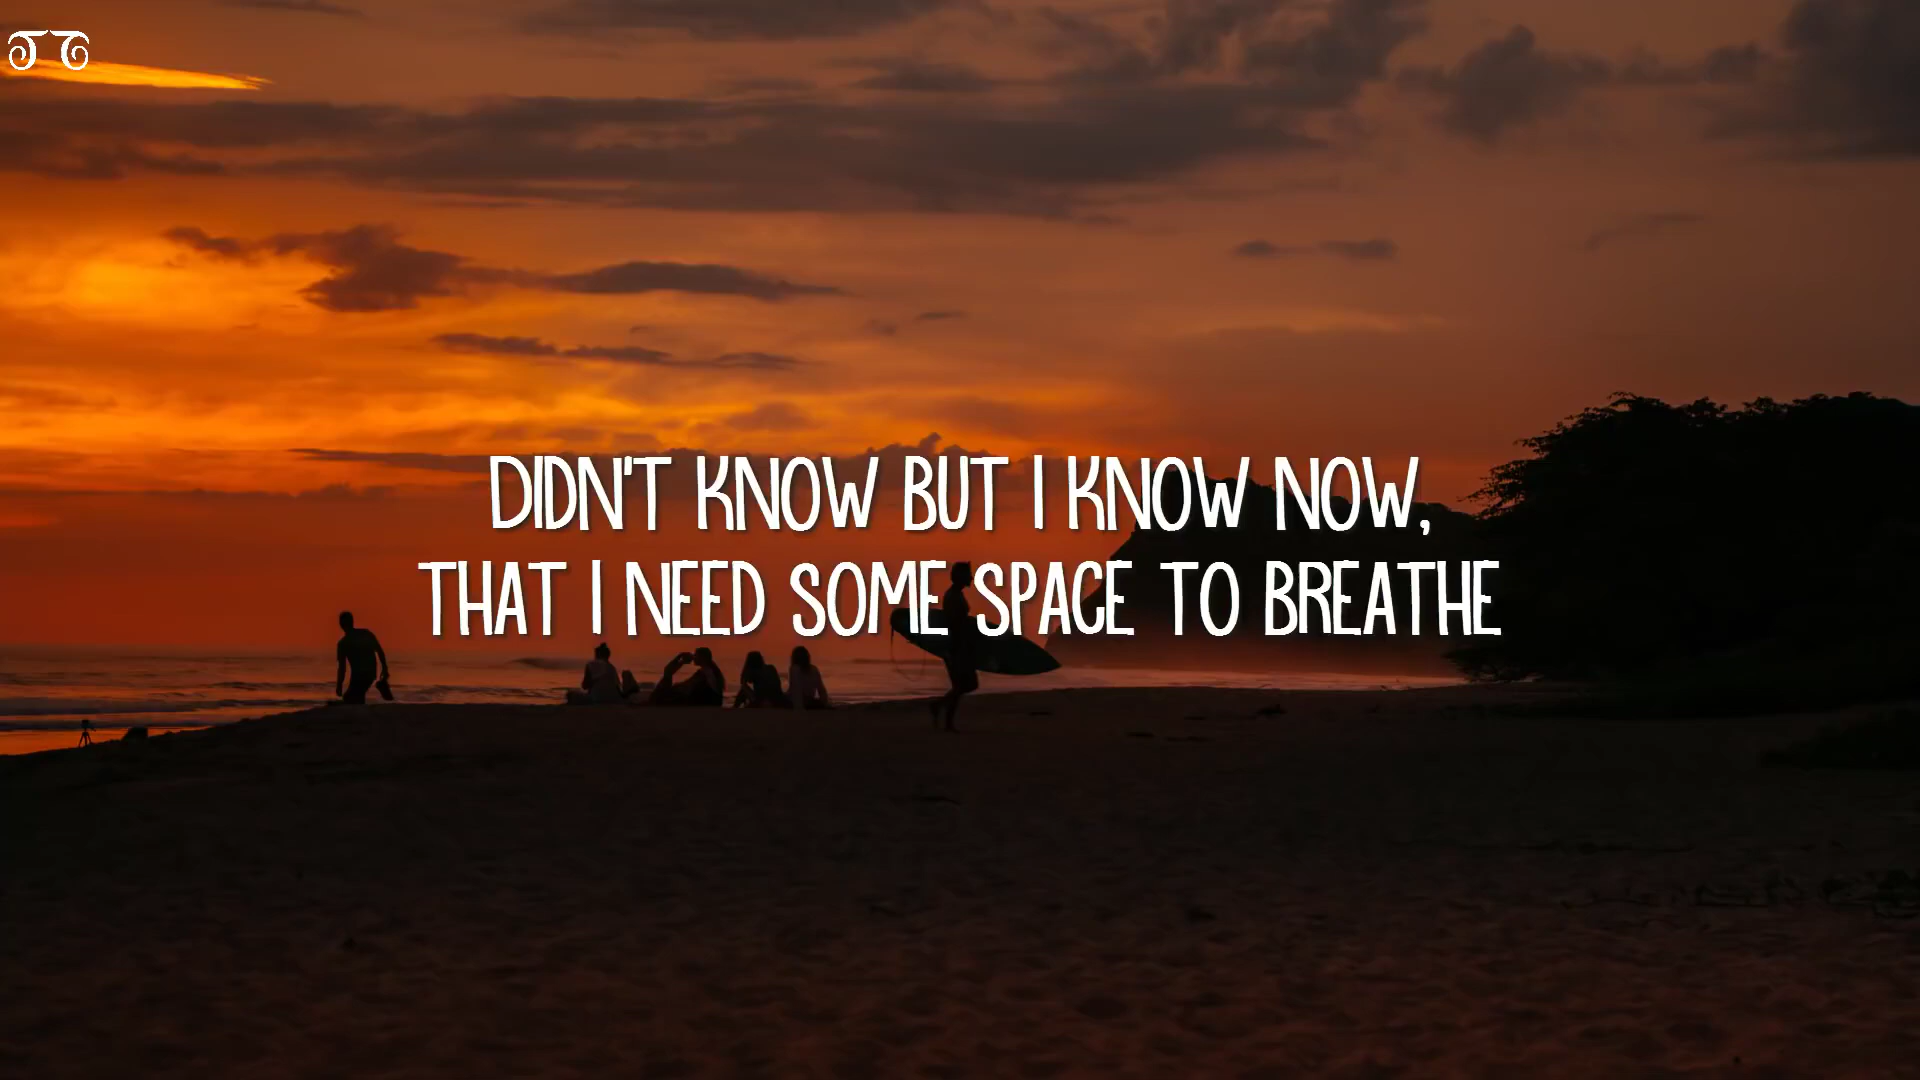 DIDN'T KNOW BUT I KNOW NOW,
THAT I NEED SOME SPACE TO BREATHE